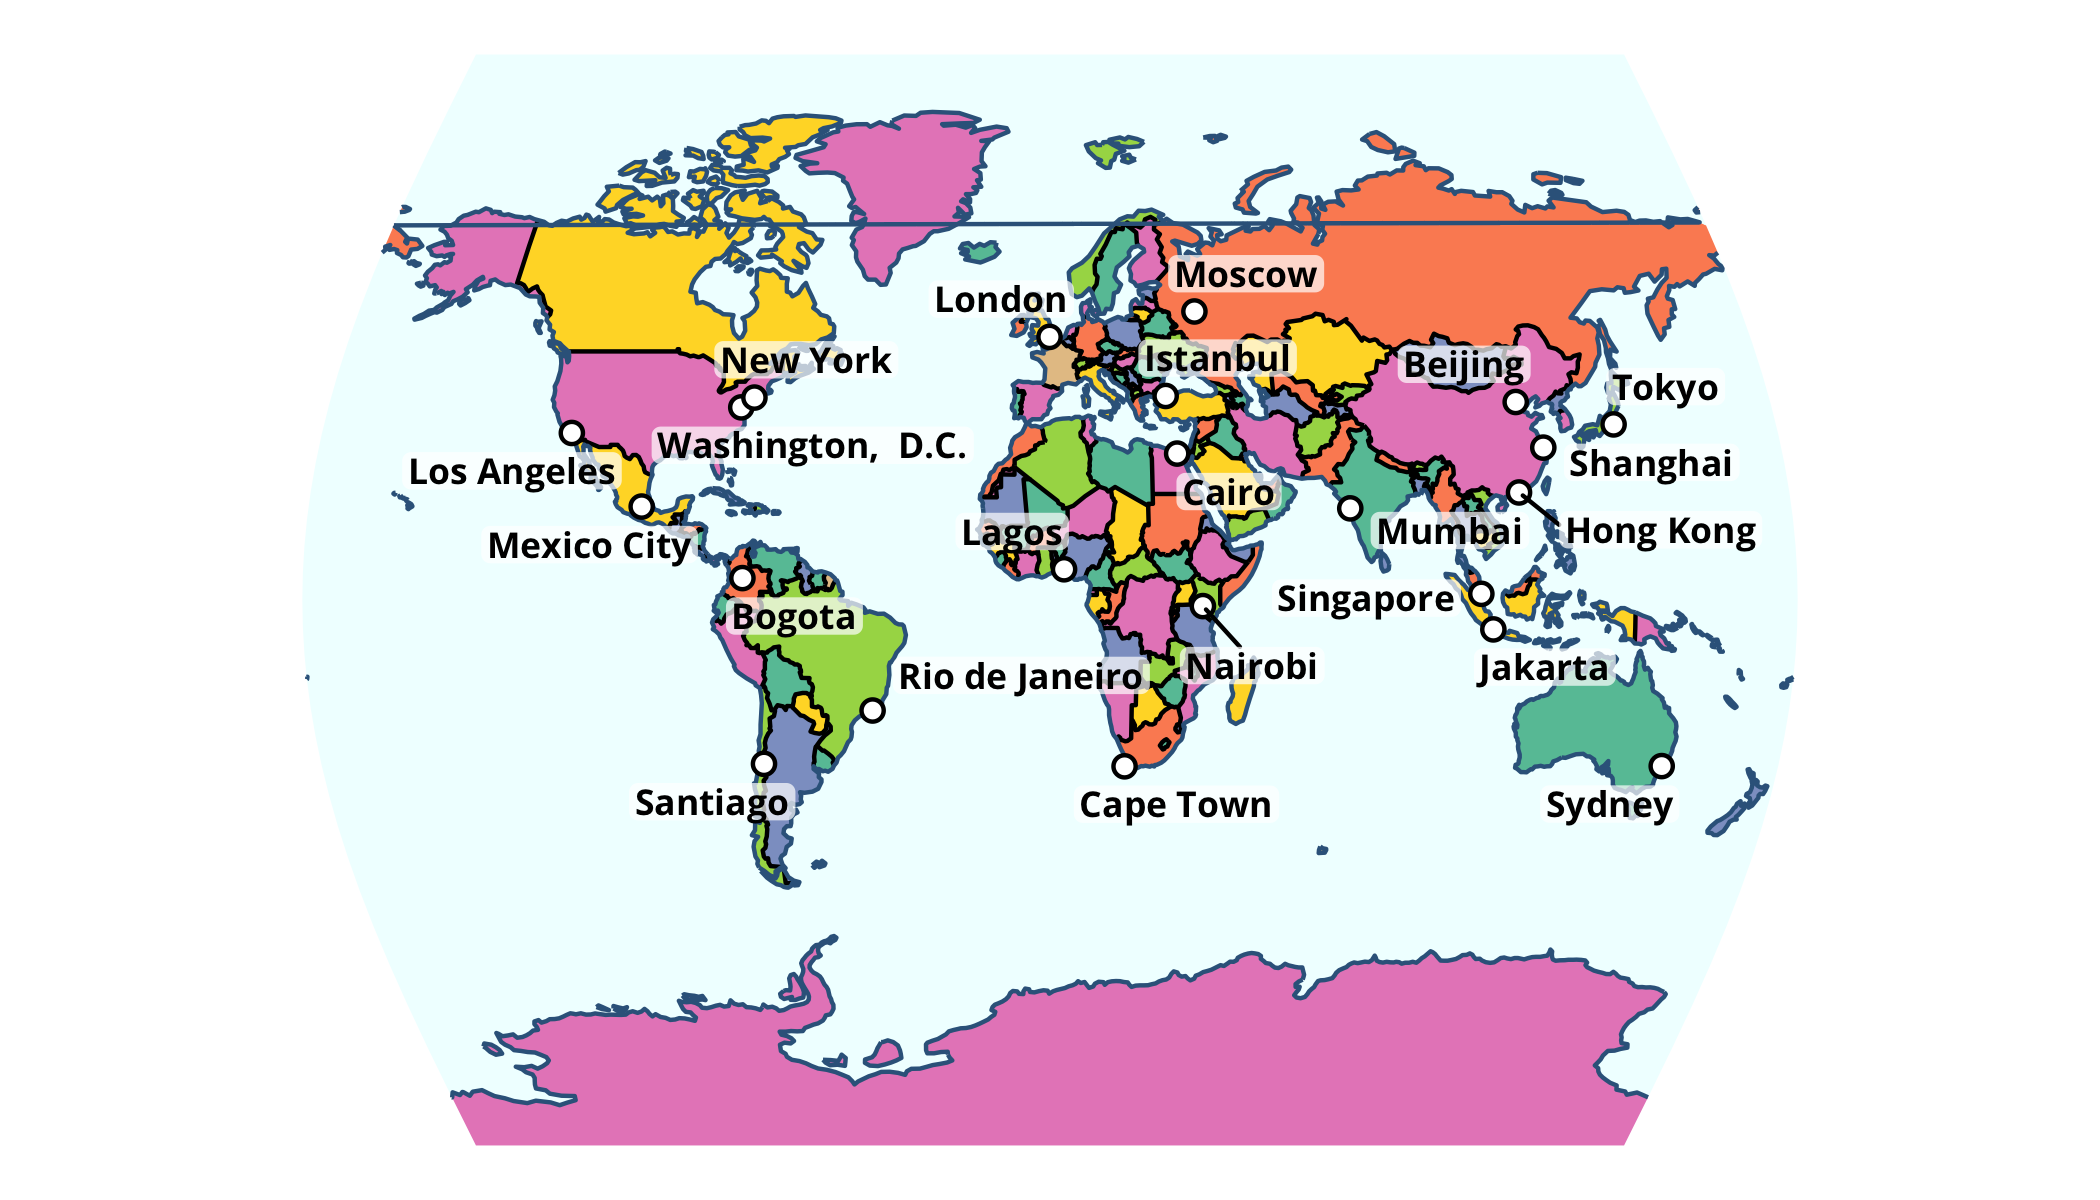 Moscow
London
New York
Istanbul
Beijing
Tokyo
Washington,  D.C.
Los Angeles
Shanghai
Cairo
Lagos
Mumbai
Hong Kong
Mexico City
Singapore
Bogota
Rio de Janeiro
Nairobi
Jakarta
Santiago
Cape Town
Sydney